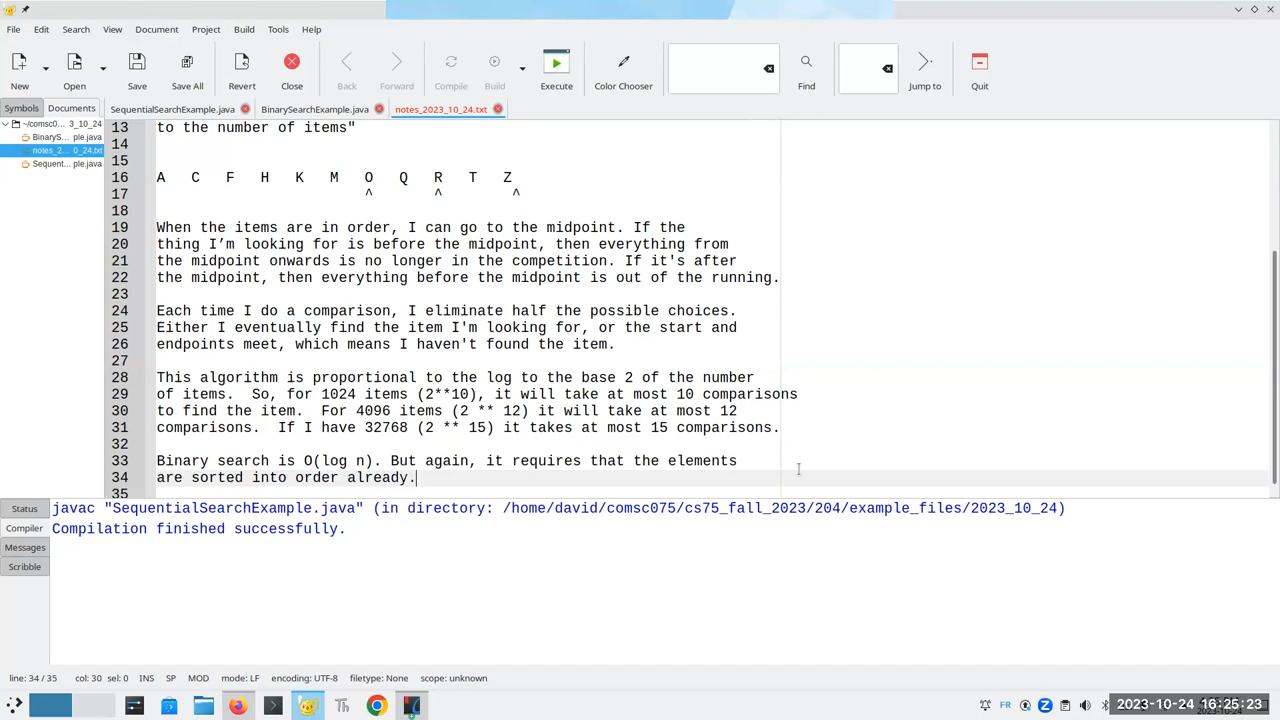 File Edit Search View Document Project Build Tools Help
New Open Save Save All Revert Close Back Forward Compile Build Execute Color Chooser Find Jump to Quit
Symbols Documents SequentialSearchExample.java BinarySearchExample.java notes_2023_10_24.txt
~/comsc0... 3_10_24
BinaryS... ple.java
notes_2... 0_24.txt
Sequent... ple.java
13 to the number of items"
14
15
16 A C F H K M O Q R T Z
17 ^ ^ ^
18
19 When the items are in order, I can go to the midpoint. If the
20 thing I’m looking for is before the midpoint, then everything from
21 the midpoint onwards is no longer in the competition. If it's after
22 the midpoint, then everything before the midpoint is out of the running.
23
24 Each time I do a comparison, I eliminate half the possible choices.
25 Either I eventually find the item I'm looking for, or the start and
26 endpoints meet, which means I haven't found the item.
27
28 This algorithm is proportional to the log to the base 2 of the number
29 of items.  So, for 1024 items (2**10), it will take at most 10 comparisons
30 to find the item.  For 4096 items (2 ** 12) it will take at most 12
31 comparisons.  If I have 32768 (2 ** 15) it takes at most 15 comparisons.
32
33 Binary search is O(log n). But again, it requires that the elements
34 are sorted into order already.
35
Status
Compiler
Messages
Scribble
javac "SequentialSearchExample.java" (in directory: /home/david/comsc075/cs75_fall_2023/204/example_files/2023_10_24)
Compilation finished successfully.
line: 34 / 35 col: 30 sel: 0 INS SP MOD mode: LF encoding: UTF-8 filetype: None scope: unknown
FR 2023-10-24 16:25:23